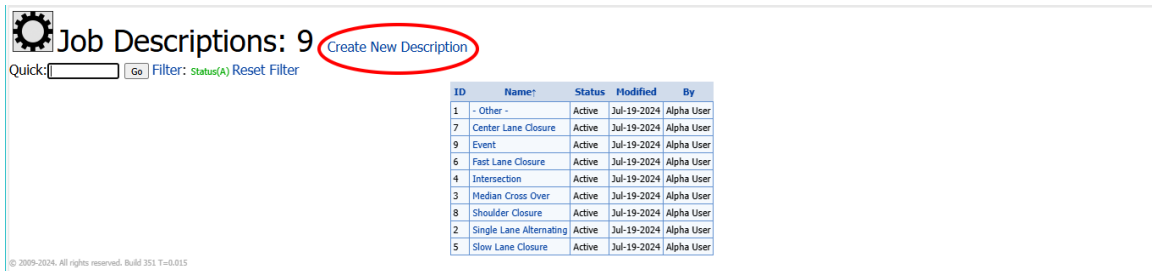 Job Descriptions: 9 Create New Description
Quick: Go Filter: Status(A) Reset Filter
ID Name↑ Status Modified By
1 - Other - Active Jul-19-2024 Alpha User
7 Center Lane Closure Active Jul-19-2024 Alpha User
9 Event Active Jul-19-2024 Alpha User
6 Fast Lane Closure Active Jul-19-2024 Alpha User
4 Intersection Active Jul-19-2024 Alpha User
3 Median Cross Over Active Jul-19-2024 Alpha User
8 Shoulder Closure Active Jul-19-2024 Alpha User
2 Single Lane Alternating Active Jul-19-2024 Alpha User
5 Slow Lane Closure Active Jul-19-2024 Alpha User
© 2009-2024. All rights reserved. Build 351 T=0.015